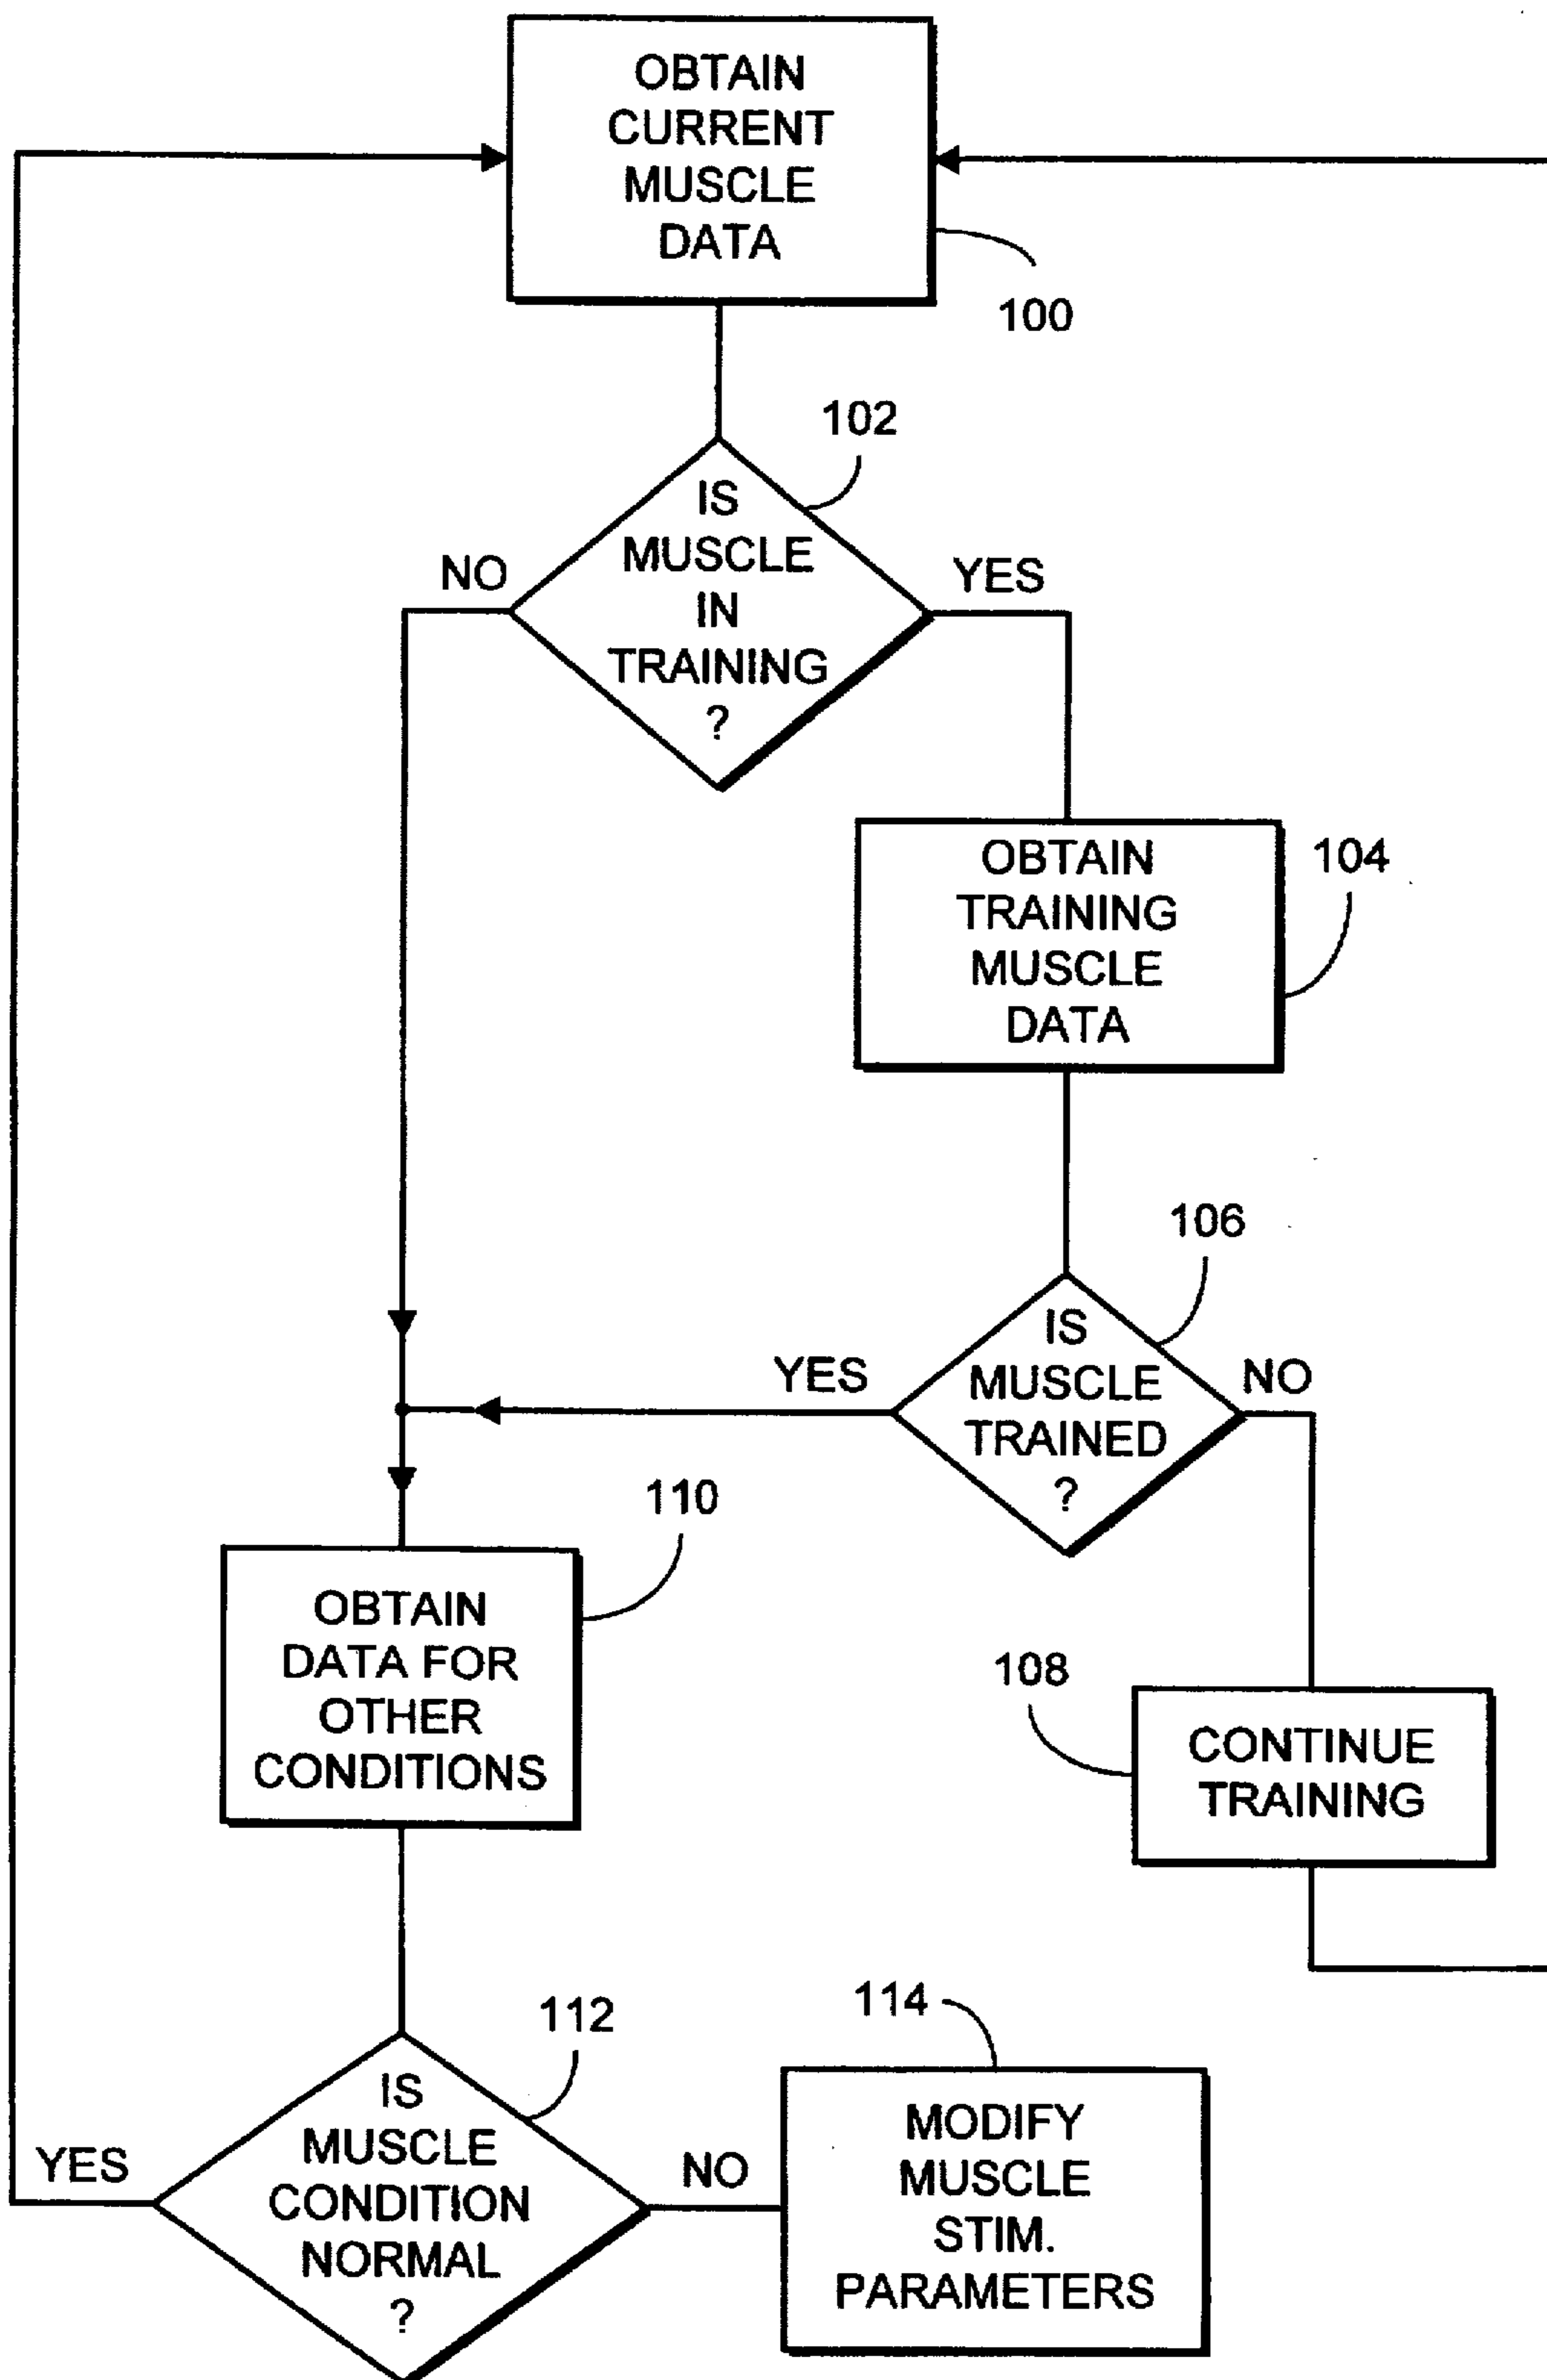 OBTAIN
CURRENT
MUSCLE
DATA
100
102
IS
MUSCLE
IN
TRAINING
?
NO
YES
OBTAIN
TRAINING
MUSCLE
DATA
104
106
IS
MUSCLE
TRAINED
?
YES
NO
110
OBTAIN
DATA FOR
OTHER
CONDITIONS
108
CONTINUE
TRAINING
112
IS
MUSCLE
CONDITION
NORMAL
?
YES
NO
114
MODIFY
MUSCLE
STIM.
PARAMETERS